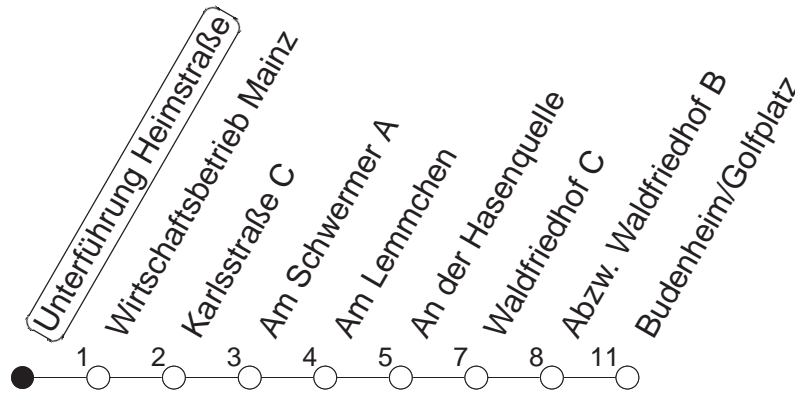 Unterführung Heimstraße
Wirtschaftsbetrieb Mainz
Karlsstraße C
Am Schwermer A
Am Lemmchen
An der Hasenquelle
Waldfriedhof C
Abzw. Waldfriedhof B
Budenheim/Golfplatz
1 2 3 4 5 7 8 11